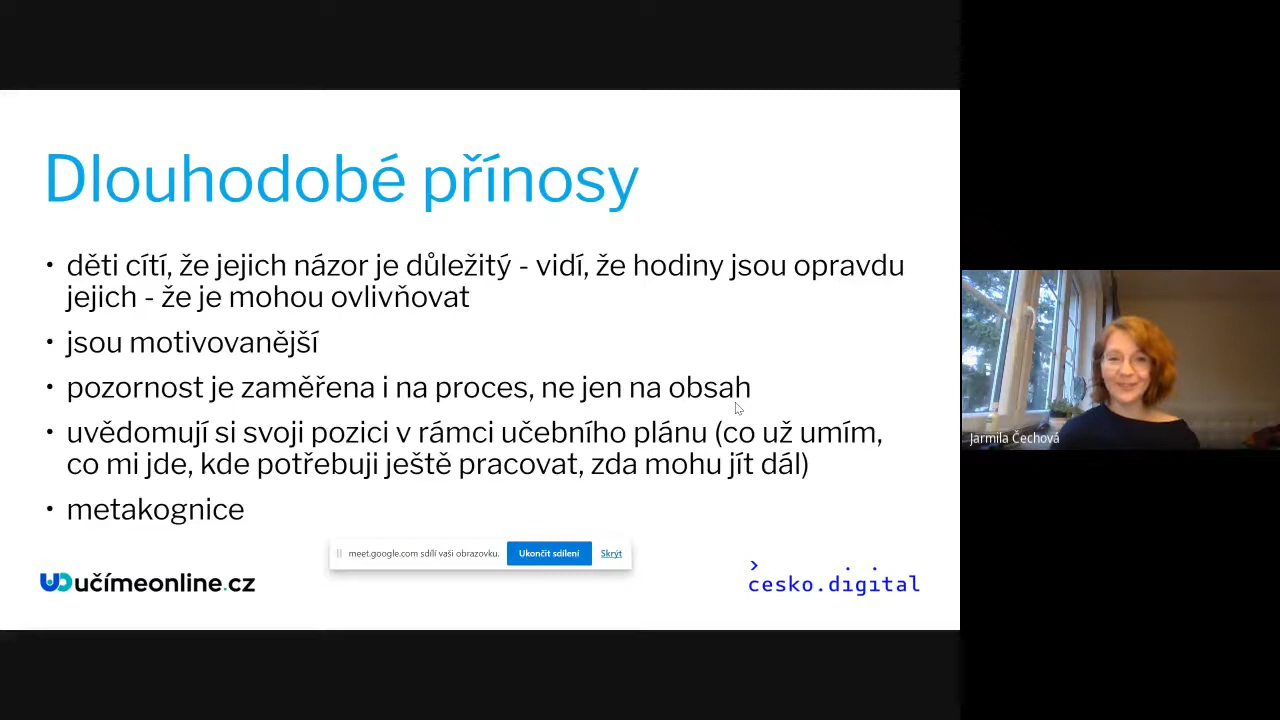 Dlouhodobé přínosy
• děti cítí, že jejich názor je důležitý - vidí, že hodiny jsou opravdu
jejich - že je mohou ovlivňovat
• jsou motivovanější
• pozornost je zaměřena i na proces, ne jen na obsah
• uvědomují si svoji pozici v rámci učebního plánu (co už umím,
co mi jde, kde potřebuji ještě pracovat, zda mohu jít dál)
• metakognice
meet.google.com sdílí vaši obrazovku. Ukončit sdílení Skrýt
učímeonline.cz
cesko.digital
Jarmila Čechová